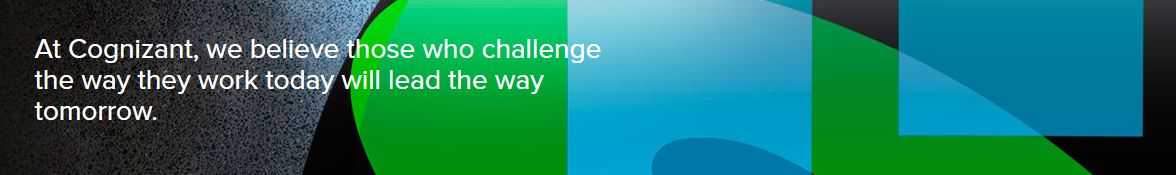 At Cognizant, we believe those who challenge
the way they work today will lead the way
tomorrow.